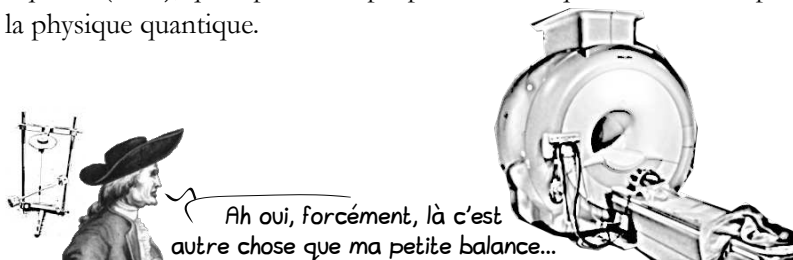 la physique quantique.
Ah oui, forcément, là c'est
autre chose que ma petite balance...